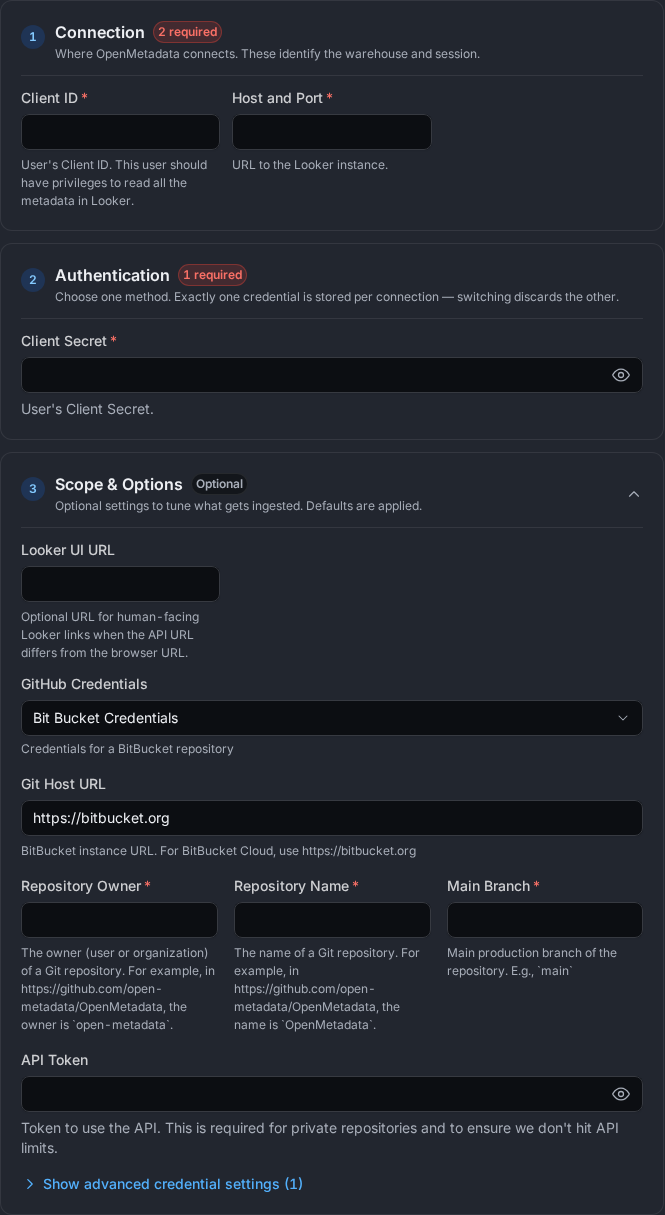 1
Connection 2 required
Where OpenMetadata connects. These identify the warehouse and session.
Client ID *
User's Client ID. This user should
have privileges to read all the
metadata in Looker.
Host and Port *
URL to the Looker instance.
2
Authentication 1 required
Choose one method. Exactly one credential is stored per connection — switching discards the other.
Client Secret *
User's Client Secret.
3
Scope & Options Optional
Optional settings to tune what gets ingested. Defaults are applied.
Looker UI URL
Optional URL for human-facing
Looker links when the API URL
differs from the browser URL.
GitHub Credentials
Bit Bucket Credentials
Credentials for a BitBucket repository
Git Host URL
https://bitbucket.org
BitBucket instance URL. For BitBucket Cloud, use https://bitbucket.org
Repository Owner *
The owner (user or organization)
of a Git repository. For example, in
https://github.com/open-
metadata/OpenMetadata, the
owner is `open-metadata`.
Repository Name *
The name of a Git repository. For
example, in
https://github.com/open-
metadata/OpenMetadata, the
name is `OpenMetadata`.
Main Branch *
Main production branch of the
repository. E.g., `main`
API Token
Token to use the API. This is required for private repositories and to ensure we don't hit API
limits.
Show advanced credential settings (1)